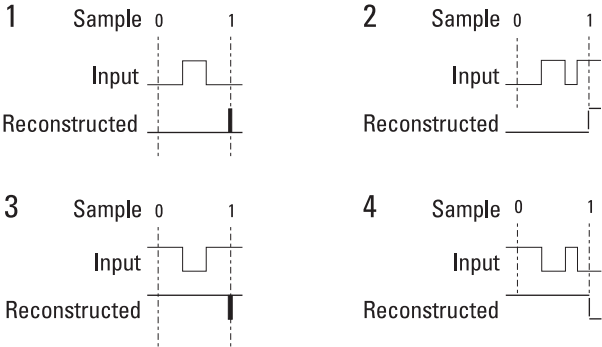 1 Sample 0 1
Input
Reconstructed
2 Sample 0 1
Input
Reconstructed
3 Sample 0 1
Input
Reconstructed
4 Sample 0 1
Input
Reconstructed